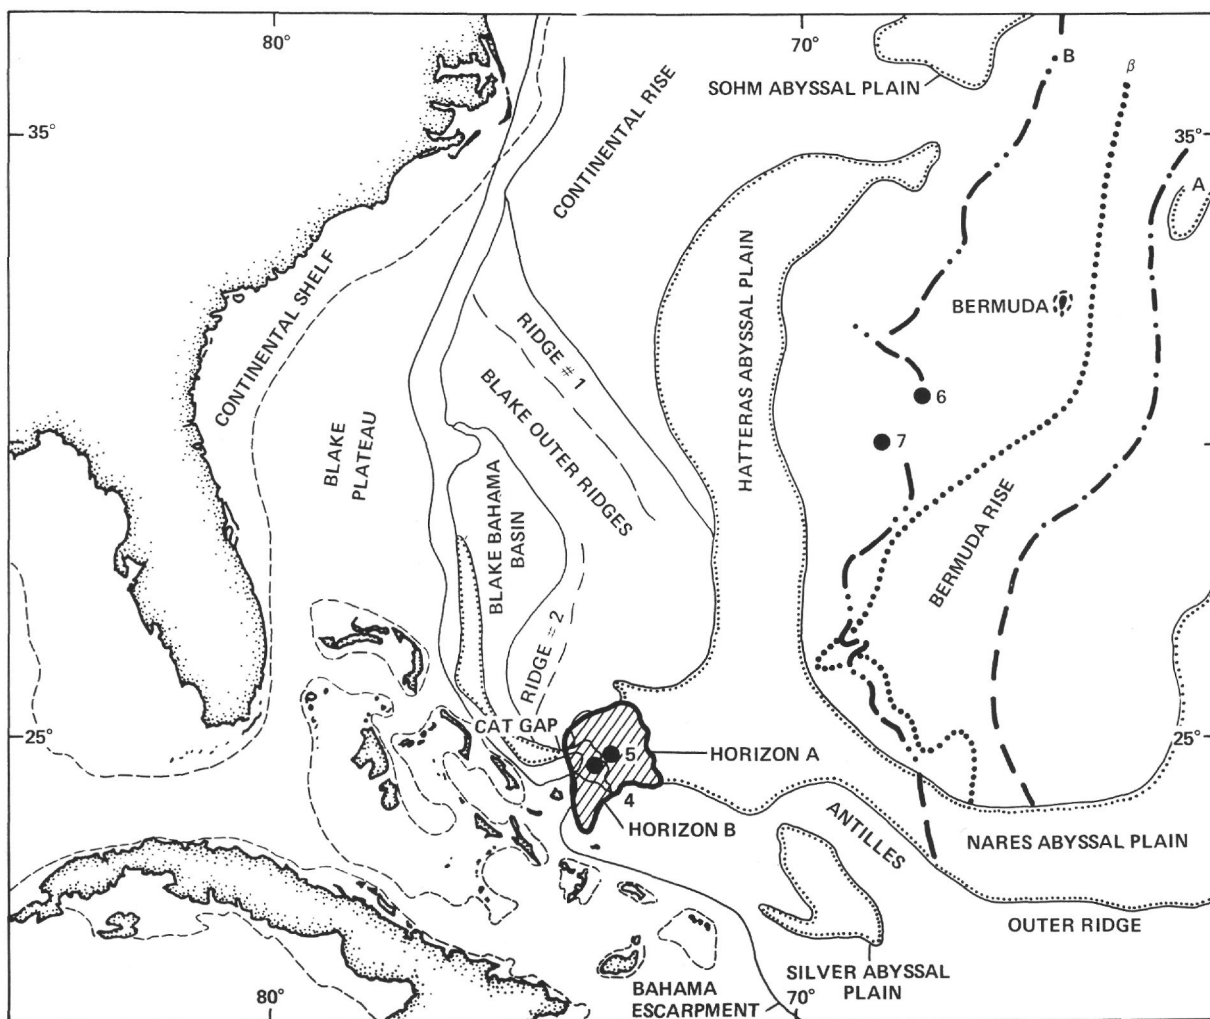 80°
70°
B
β
SOHM ABYSSAL PLAIN
CONTINENTAL RISE
35°
35°
A
CONTINENTAL SHELF
HATTERAS ABYSSAL PLAIN
BERMUDA
RIDGE # 1
BLAKE OUTER RIDGES
6
7
BLAKE
PLATEAU
BLAKE BAHAMA
BASIN
BERMUDA RISE
RIDGE # 2
CAT GAP
25°
25°
5
HORIZON A
4
HORIZON B
ANTILLES
NARES ABYSSAL PLAIN
OUTER RIDGE
SILVER ABYSSAL
PLAIN
BAHAMA
ESCARPMENT
80°
70°